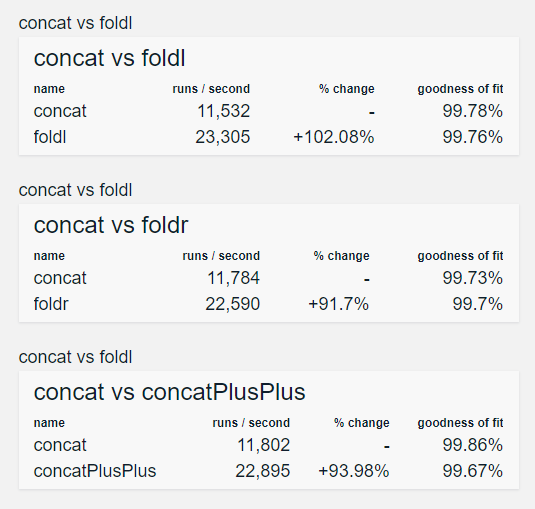 concat vs foldl
concat vs foldl
name runs / second % change goodness of fit
concat 11,532 - 99.78%
foldl 23,305 +102.08% 99.76%
concat vs foldl
concat vs foldr
name runs / second % change goodness of fit
concat 11,784 - 99.73%
foldr 22,590 +91.7% 99.7%
concat vs foldl
concat vs concatPlusPlus
name runs / second % change goodness of fit
concat 11,802 - 99.86%
concatPlusPlus 22,895 +93.98% 99.67%